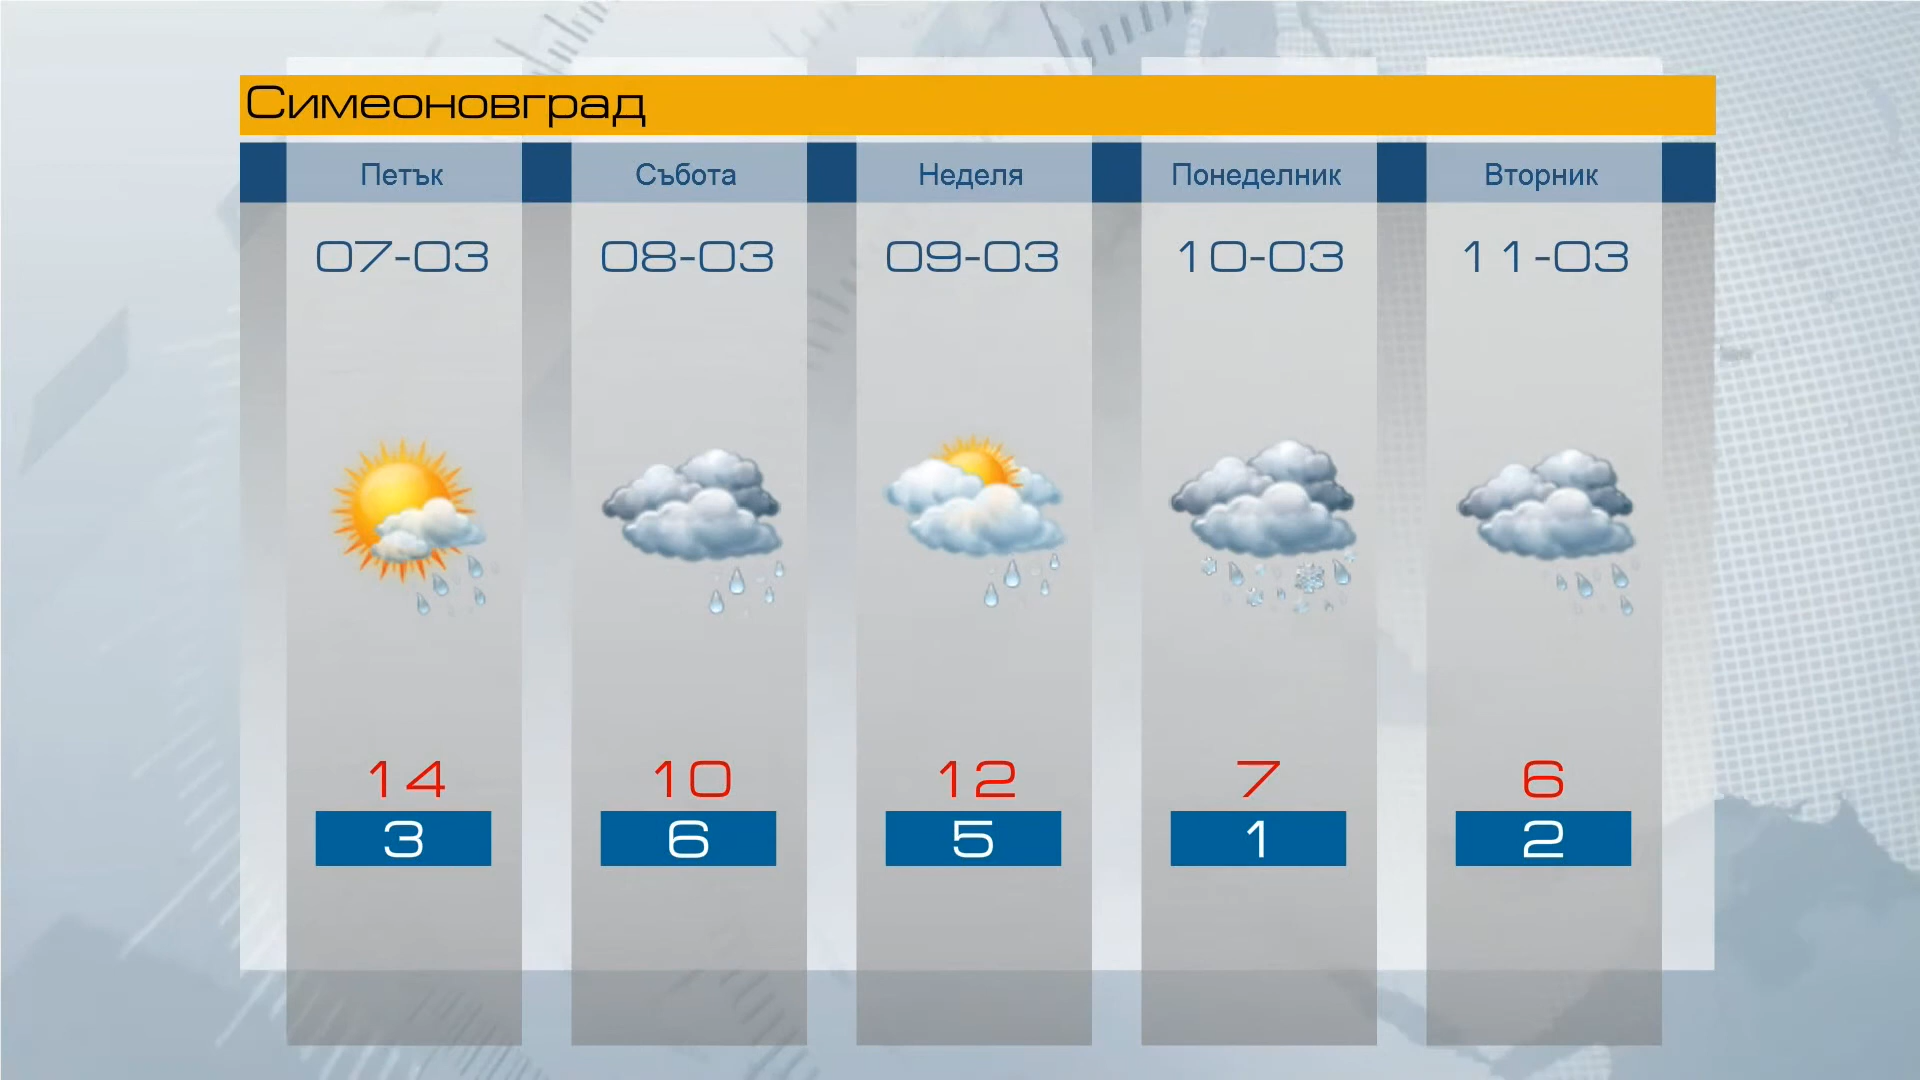 Симеоновград
Петък Събота Неделя Понеделник Вторник
07-03 08-03 09-03 10-03 11-03
14 10 12 7 6
3 6 5 1 2